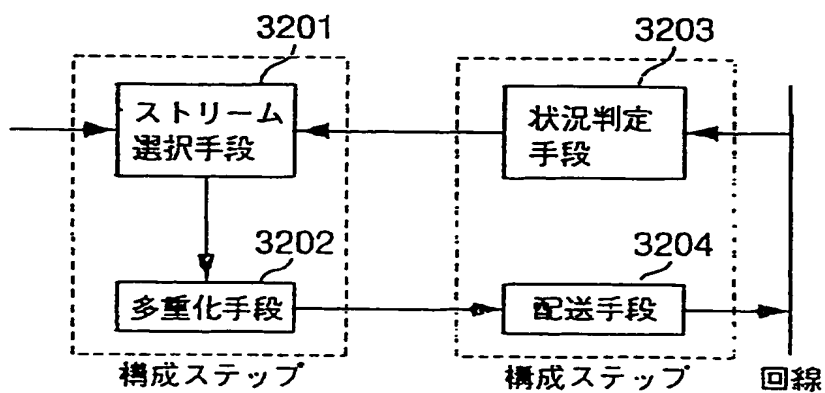 3201
ストリーム
選択手段
3202
多重化手段
構成ステップ
3203
状況判定
手段
3204
配送手段
構成ステップ
回線